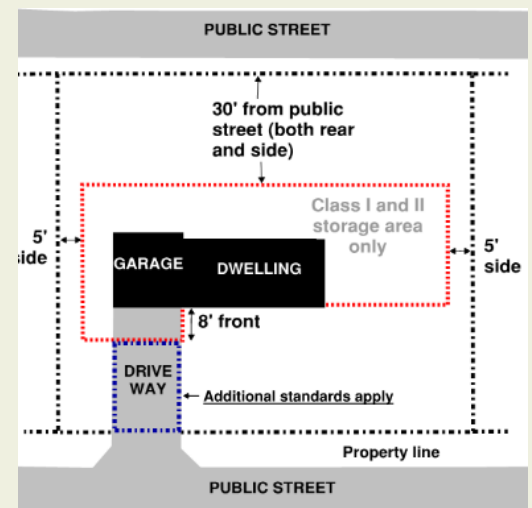 PUBLIC STREET
30' from public
street (both rear
and side)
Class I and II
storage area
only
5'
side
5'
side
GARAGE
DWELLING
8' front
DRIVE
WAY
Additional standards apply
Property line
PUBLIC STREET